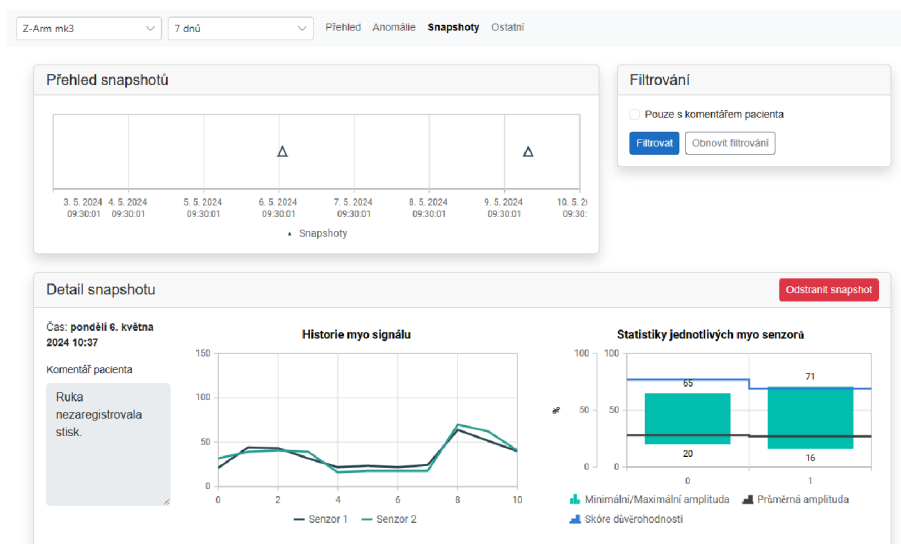 Z-Arm mk3 7 dnů Přehled Anomálie Snapshoty Ostatní
Přehled snapshotů
3. 5. 2024 4. 5. 2024 5. 5. 2024 6. 5. 2024 7. 5. 2024 8. 5. 2024 9. 5. 2024 10. 5. 2
09:30:01 09:30:01 09:30:01 09:30:01 09:30:01 09:30:01 09:30:01 09:30:
Snapshoty
Filtrování
Pouze s komentářem pacienta
Filtrovat Obnovit filtrování
Detail snapshotu
Odstranit snapshot
Čas: pondělí 6. května
2024 10:37
Komentář pacienta
Ruka
nezaregistrovala
stisk.
Historie myo signálu
150
100
50
0
0 2 4 6 8 10
Senzor 1 Senzor 2
Statistiky jednotlivých myo senzorů
100 100
%
50 50
0 0
65 71
20 16
0 1
Minimální/Maximální amplituda Průměrná amplituda
Skóre důvěrohodnosti